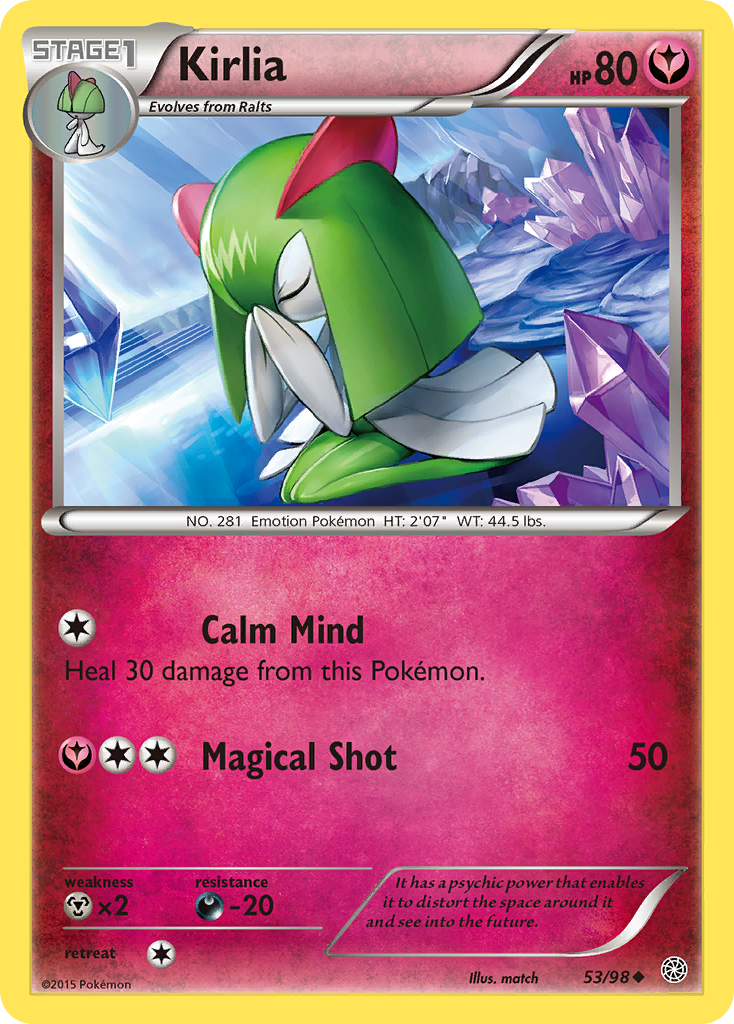 STAGE1
Kirlia
HP 80
Evolves from Ralts
NO. 281 Emotion Pokémon HT: 2'07" WT: 44.5 lbs.
Calm Mind
Heal 30 damage from this Pokémon.
Magical Shot 50
weakness resistance
×2 -20
It has a psychic power that enables
it to distort the space around it
and see into the future.
retreat
©2015 Pokémon
Illus. match 53/98